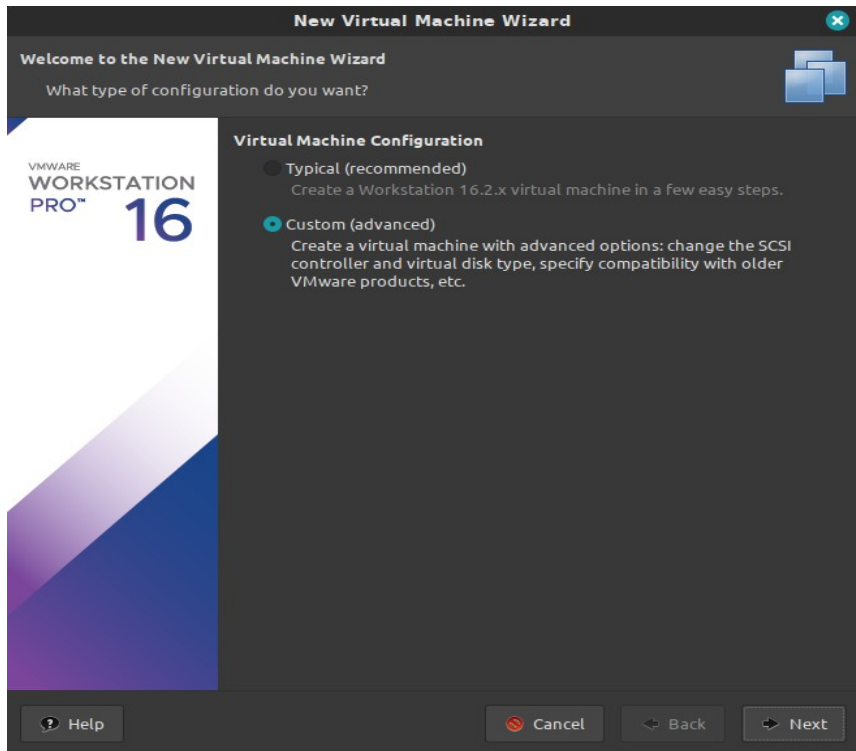 New Virtual Machine Wizard
Welcome to the New Virtual Machine Wizard
What type of configuration do you want?
VMWARE
WORKSTATION
PRO™ 16
Virtual Machine Configuration
Typical (recommended)
Create a Workstation 16.2.x virtual machine in a few easy steps.
Custom (advanced)
Create a virtual machine with advanced options: change the SCSI
controller and virtual disk type, specify compatibility with older
VMware products, etc.
Help
Cancel
Back
Next